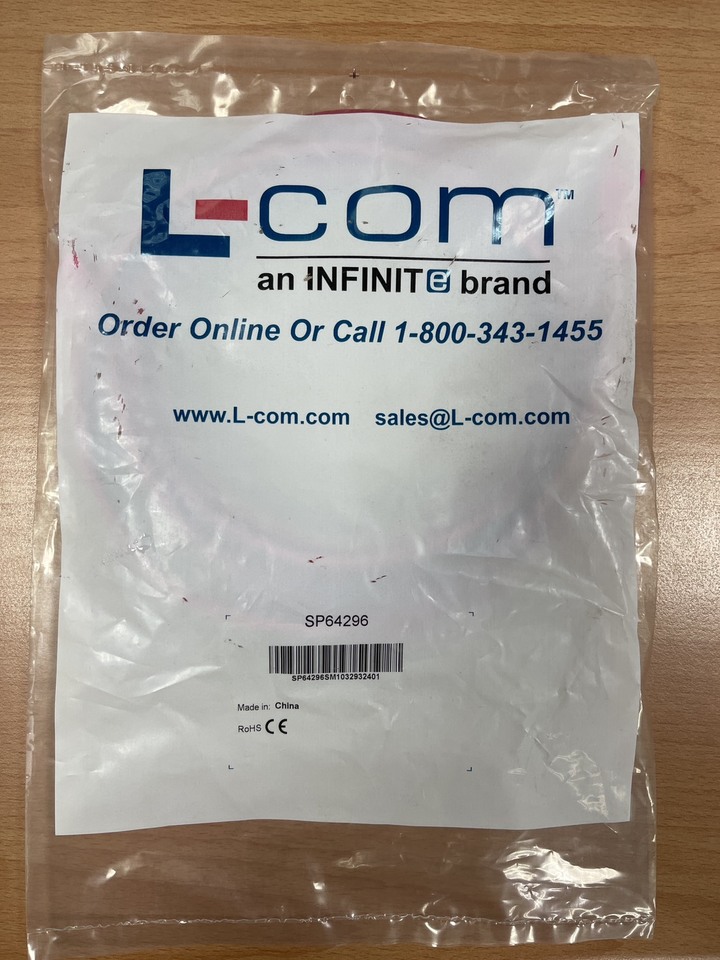 L-com™
an INFINITe brand
Order Online Or Call 1-800-343-1455
www.L-com.com sales@L-com.com
SP64296
SP64296SM1032932401
Made in: China
RoHS CE